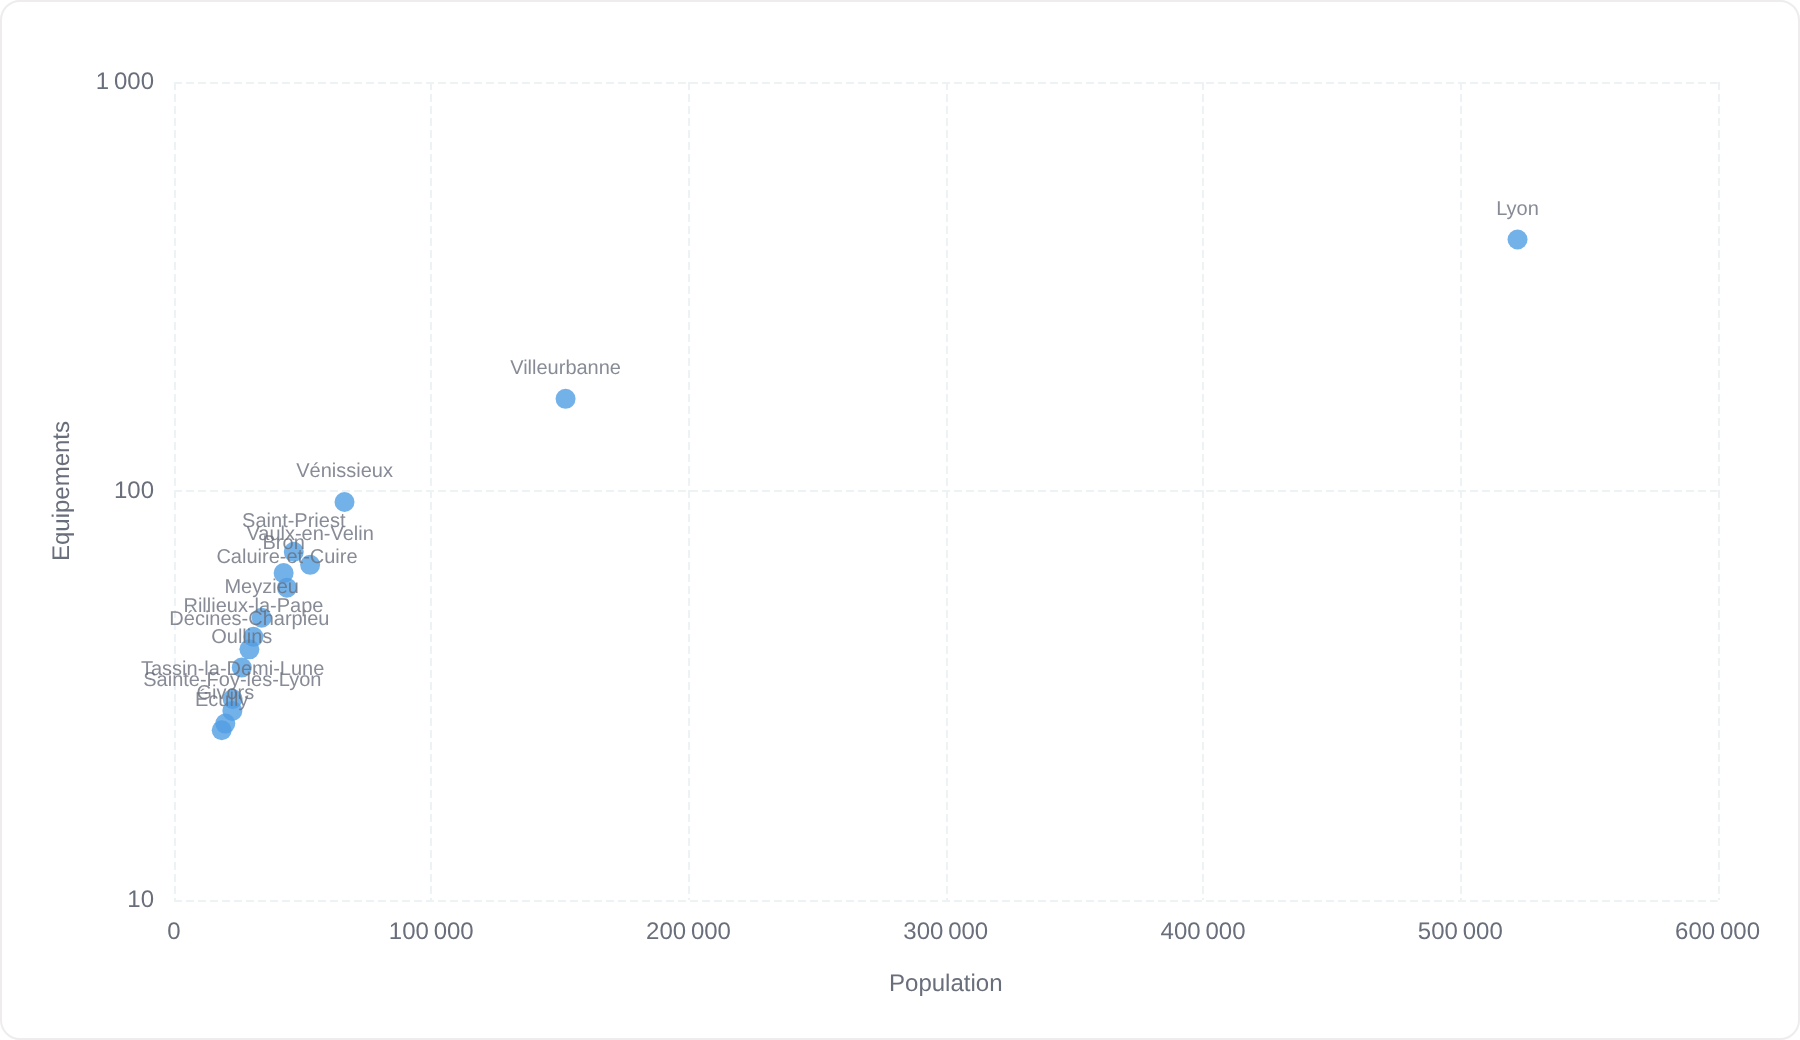 1 000
Lyon
Villeurbanne
Vénissieux
100
Saint-Priest
Vaulx-en-Velin
Bron
Caluire-et-Cuire
Meyzieu
Rillieux-la-Pape
Décines-Charpieu
Oullins
Tassin-la-Demi-Lune
Sainte-Foy-lès-Lyon
Givors
Écully
10
Equipements
0
100 000
200 000
300 000
400 000
500 000
600 000
Population